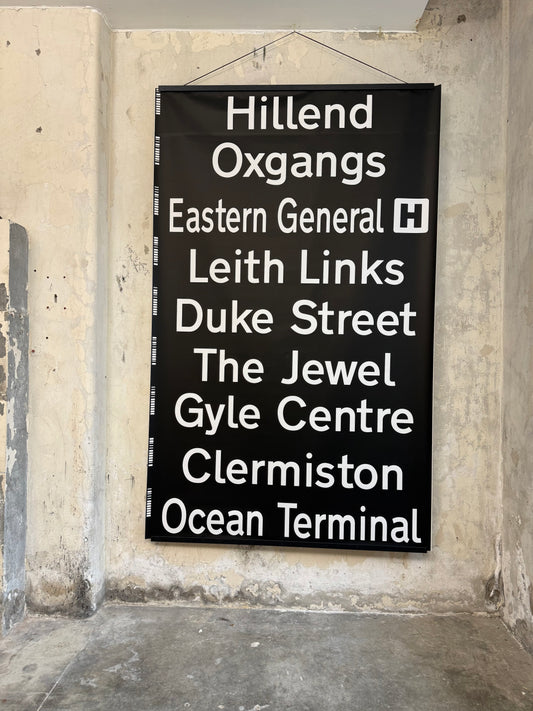 Hillend
Oxgangs
Eastern General H
Leith Links
Duke Street
The Jewel
Gyle Centre
Clermiston
Ocean Terminal